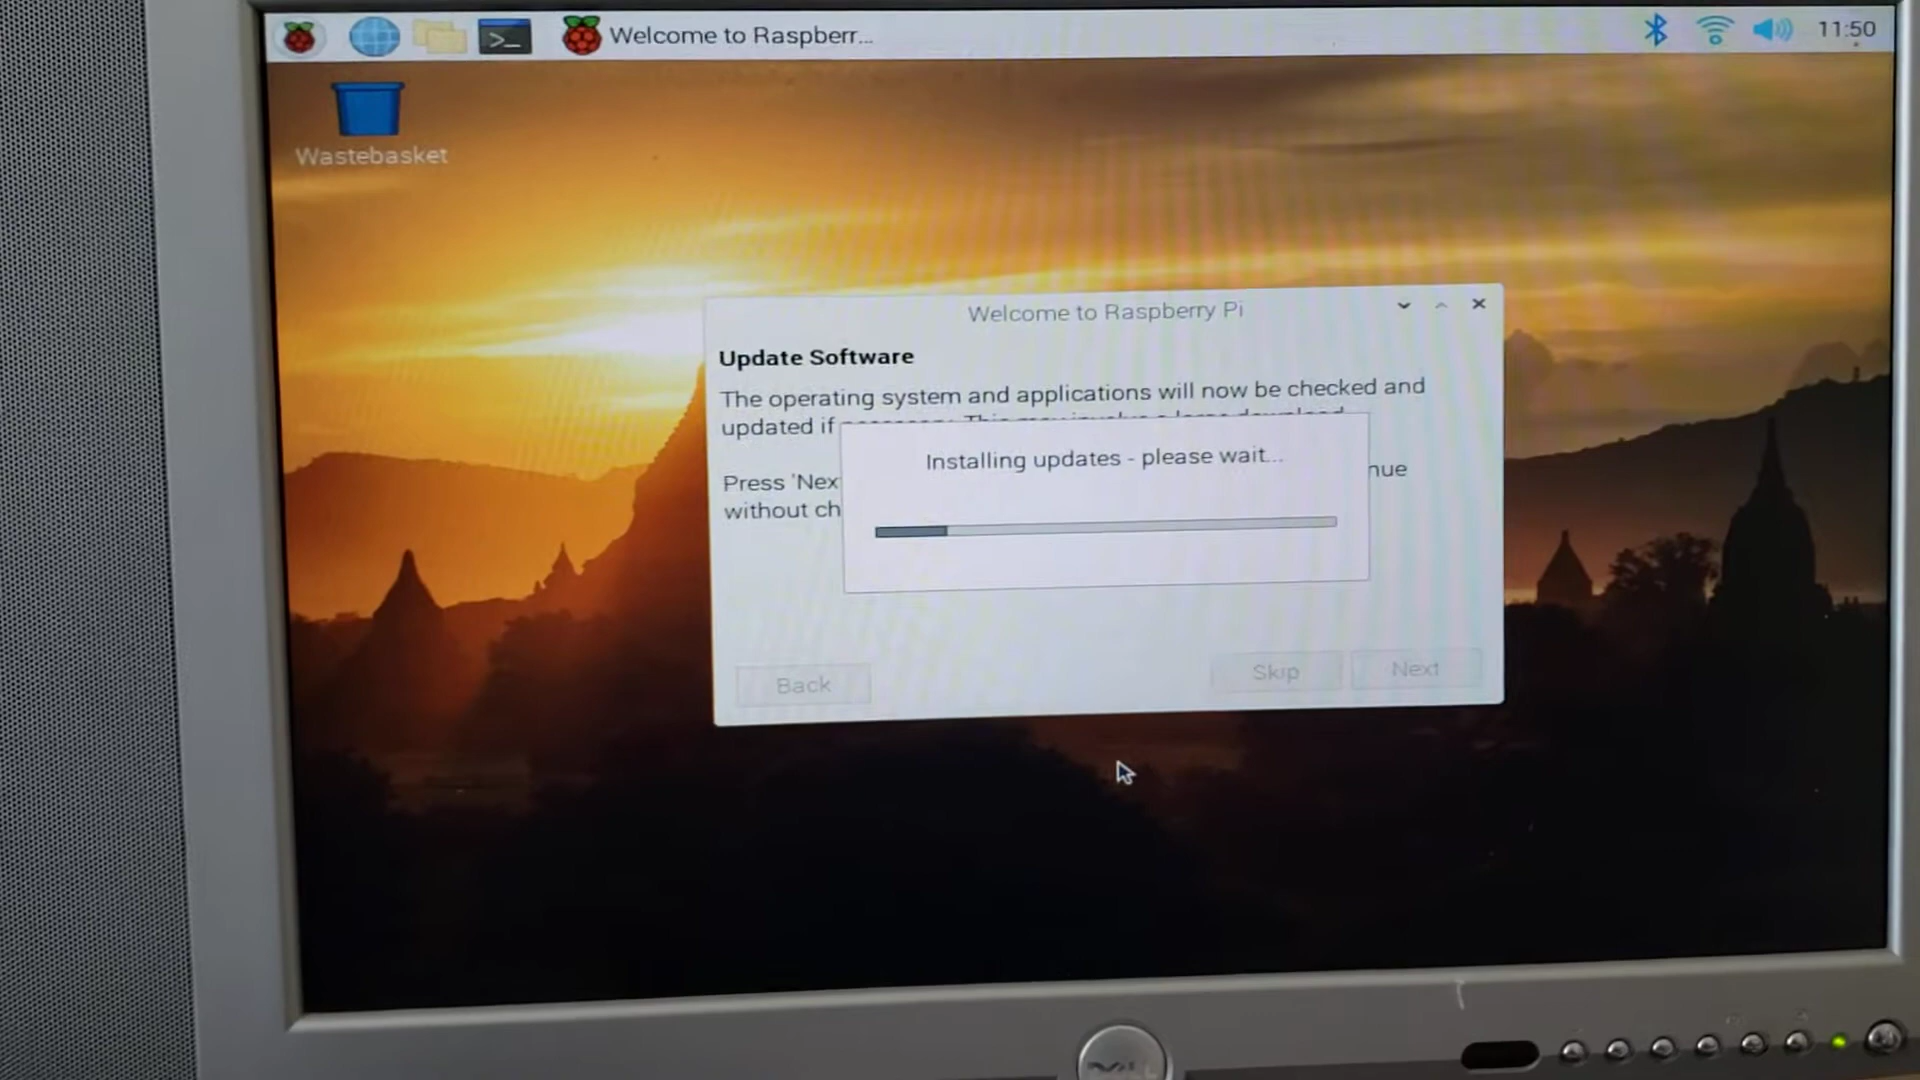 Welcome to Raspberr...
11:50
Wastebasket
Welcome to Raspberry Pi
Update Software
The operating system and applications will now be checked and
updated if
Installing updates - please wait...
Press 'Nex
nue
without ch
Back
Skip
Next
DELL